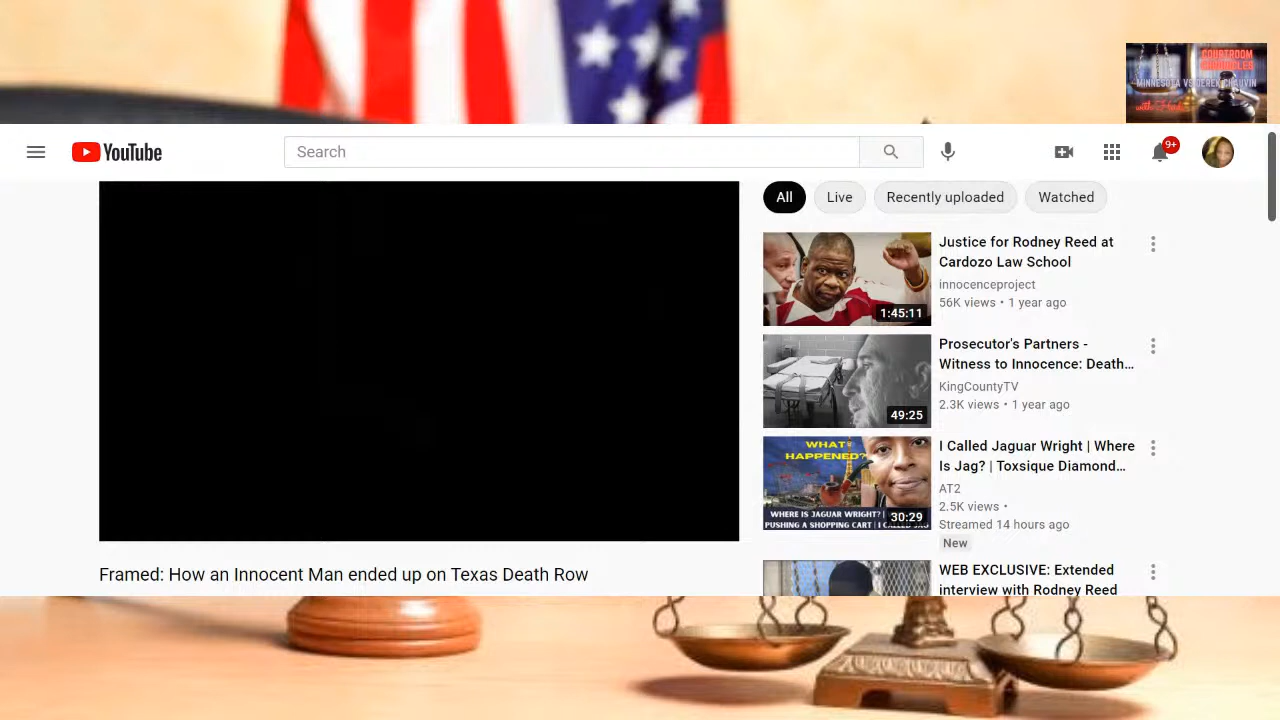 COURTROOM
CHRONICLES
MINNESOTA VS DEREK CHAUVIN
YouTube
Search
9+
All
Live
Recently uploaded
Watched
1:45:11
Justice for Rodney Reed at
Cardozo Law School
innocenceproject
56K views • 1 year ago
49:25
Prosecutor's Partners -
Witness to Innocence: Death...
KingCountyTV
2.3K views • 1 year ago
WHAT
HAPPENED?
WHERE IS JAGUAR WRIGHT? |
PUSHING A SHOPPING CART | I CALLED JAG
30:29
I Called Jaguar Wright | Where
Is Jag? | Toxsique Diamond...
AT2
2.5K views •
Streamed 14 hours ago
New
WEB EXCLUSIVE: Extended
interview with Rodney Reed
Framed: How an Innocent Man ended up on Texas Death Row